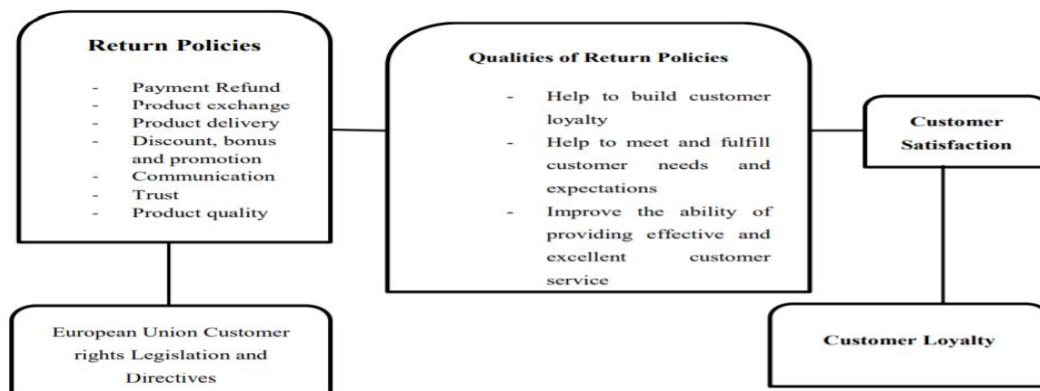 Return Policies
- Payment Refund
- Product exchange
- Product delivery
- Discount, bonus
and promotion
- Communication
- Trust
- Product quality
Qualities of Return Policies
- Help to build customer
loyalty
- Help to meet and fulfill
customer needs and
expectations
- Improve the ability of
providing effective and
excellent customer
service
Customer
Satisfaction
European Union Customer
rights Legislation and
Directives
Customer Loyalty